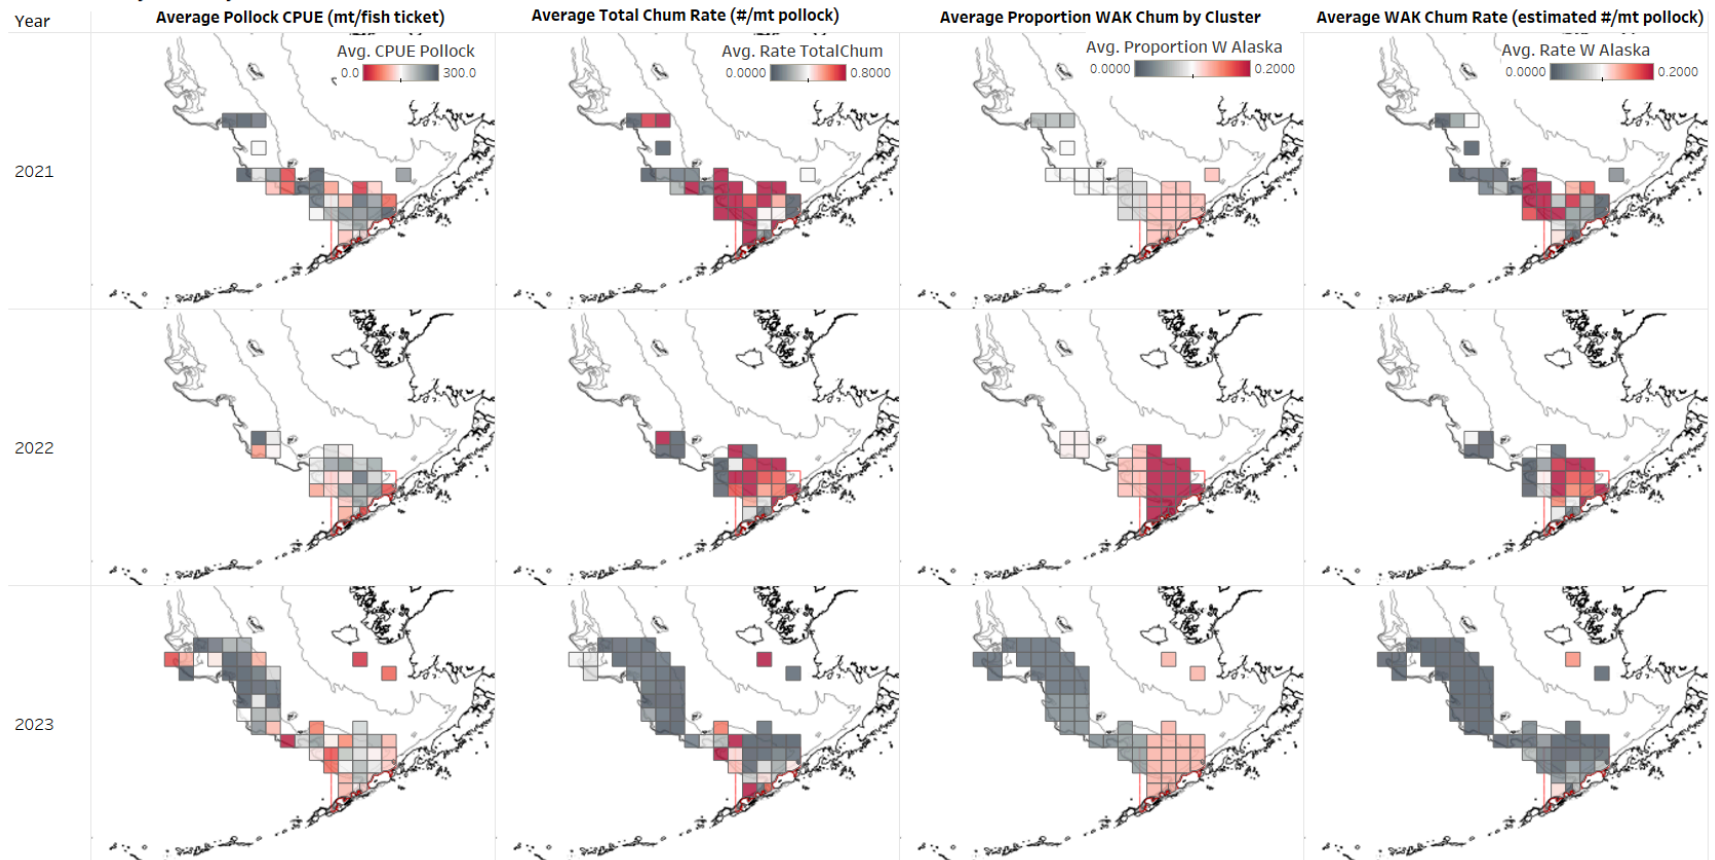 Year
Average Pollock CPUE (mt/fish ticket)
Average Total Chum Rate (#/mt pollock)
Average Proportion WAK Chum by Cluster
Average WAK Chum Rate (estimated #/mt pollock)
Avg. CPUE Pollock
0.0 300.0
Avg. Rate TotalChum
0.0000 0.8000
Avg. Proportion W Alaska
0.0000 0.2000
Avg. Rate W Alaska
0.0000 0.2000
2021
2022
2023